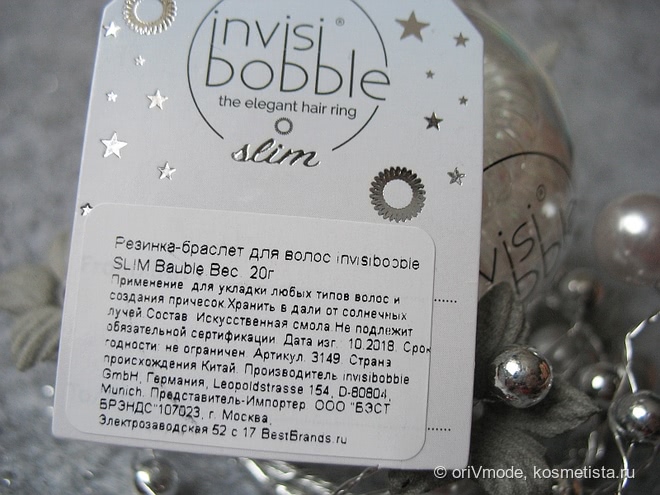 invisi®
bobble
the elegant hair ring
slim
Резинка-браслет для волос invisibobble
SLIM Bauble Вес. 20г
Применение для укладки любых типов волос и
создания причесок.Хранить в дали от солнечных
лучей.Состав. Искусственная смола.Не подлежит
обязательной сертификации. Дата изг. 10.2018. Срок
годности: не ограничен. Артикул. 3149. Страна
происхождения Китай. Производитель invisibobble
GmbH, Германия, Leopoldstrasse 154, D-80804,
Munich. Представитель-Импортер ООО "БЭСТ
БРЭНДС"107023, г. Москва,
Электрозаводская 52 с 17 BestBrands.ru
© oriVmode, kosmetista.ru